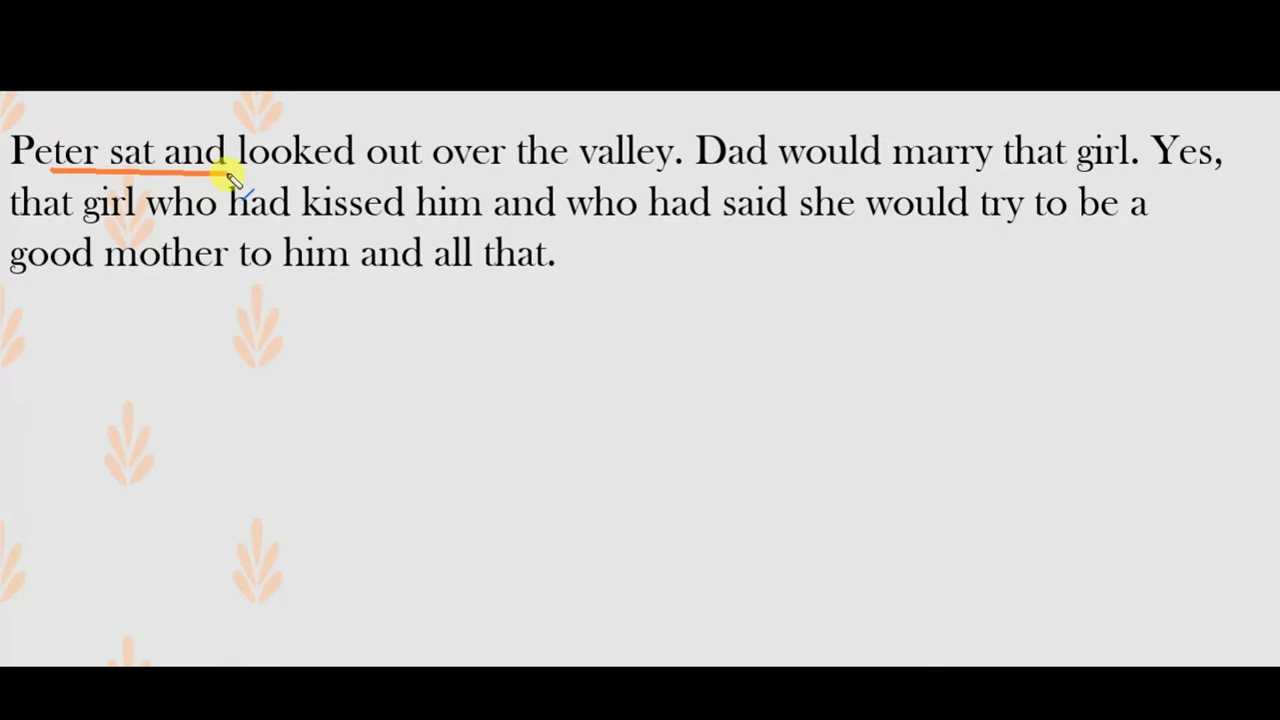 Peter sat and looked out over the valley. Dad would marry that girl. Yes,
that girl who had kissed him and who had said she would try to be a
good mother to him and all that.